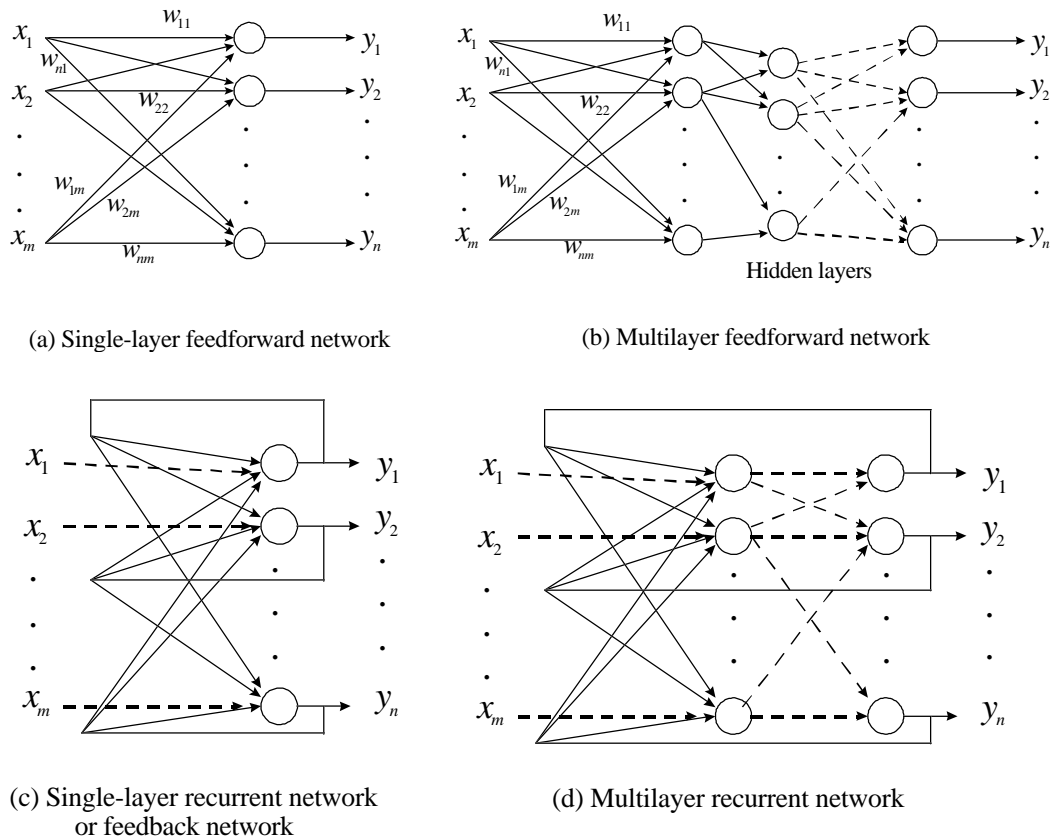 x1 w11 y1
wn1
x2 w22 y2
w1m
w2m
xm wnm yn
(a) Single-layer feedforward network
x1 w11 y1
wn1
x2 w22 y2
w1m
w2m
xm wnm yn
Hidden layers
(b) Multilayer feedforward network
x1 y1
x2 y2
xm yn
(c) Single-layer recurrent network
or feedback network
x1 y1
x2 y2
xm yn
(d) Multilayer recurrent network